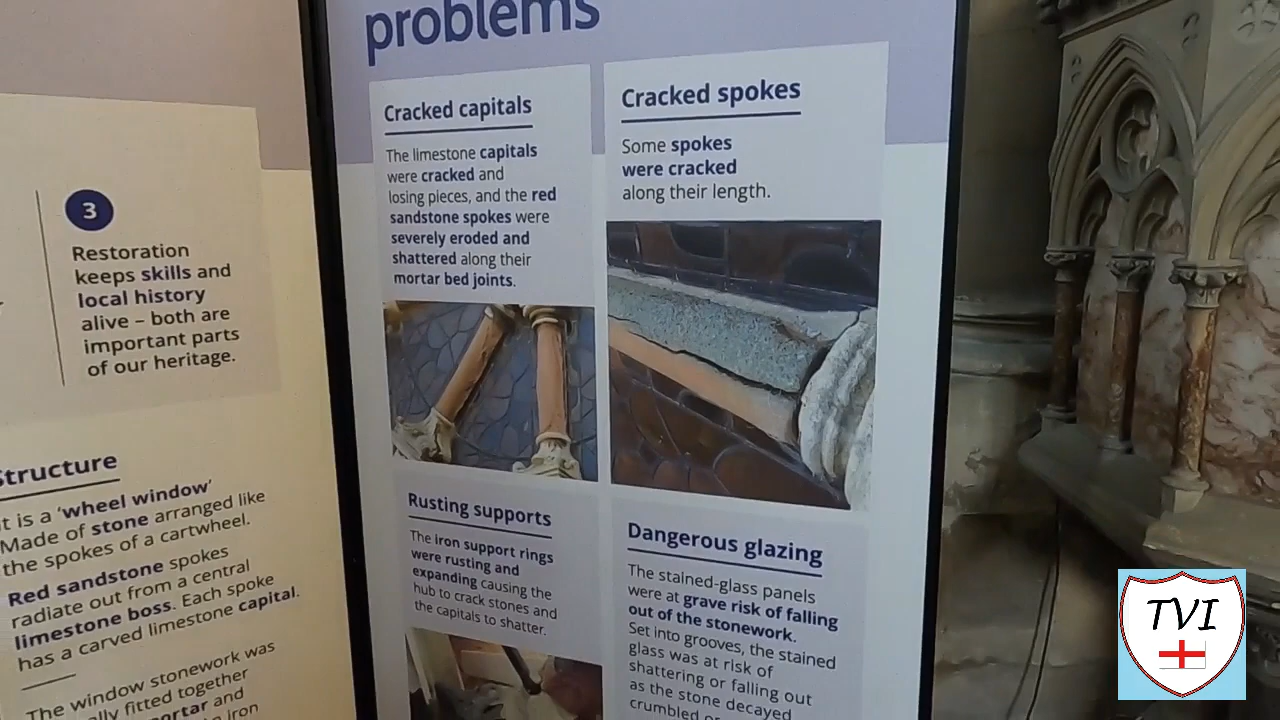 3
Restoration
keeps skills and
local history
alive – both are
important parts
of our heritage.
Structure
it is a 'wheel window'
Made of stone arranged like
the spokes of a cartwheel.
Red sandstone spokes
radiate out from a central
limestone boss. Each spoke
has a carved limestone capital.
The window stonework was
fitted together
and
iron
problems
Cracked capitals
The limestone capitals
were cracked and
losing pieces, and the red
sandstone spokes were
severely eroded and
shattered along their
mortar bed joints.
Cracked spokes
Some spokes
were cracked
along their length.
Rusting supports
The iron support rings
were rusting and
expanding causing the
hub to crack stones and
the capitals to shatter.
Dangerous glazing
The stained-glass panels
were at grave risk of falling
out of the stonework.
Set into grooves, the stained
glass was at risk of
shattering or falling out
as the stone decayed
crumbled or
TVI